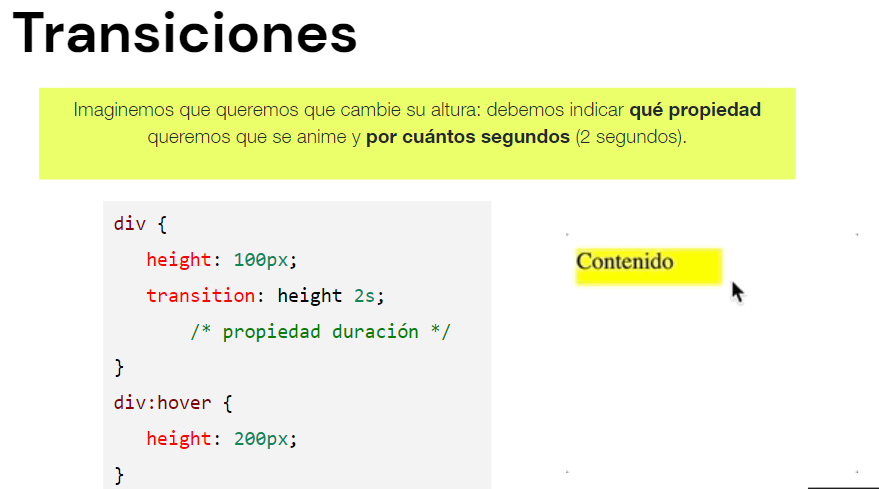 Transiciones
Imaginemos que queremos que cambie su altura: debemos indicar qué propiedad
queremos que se anime y por cuántos segundos (2 segundos).
div {
height: 100px;
transition: height 2s;
/* propiedad duración */
}
div:hover {
height: 200px;
}
Contenido